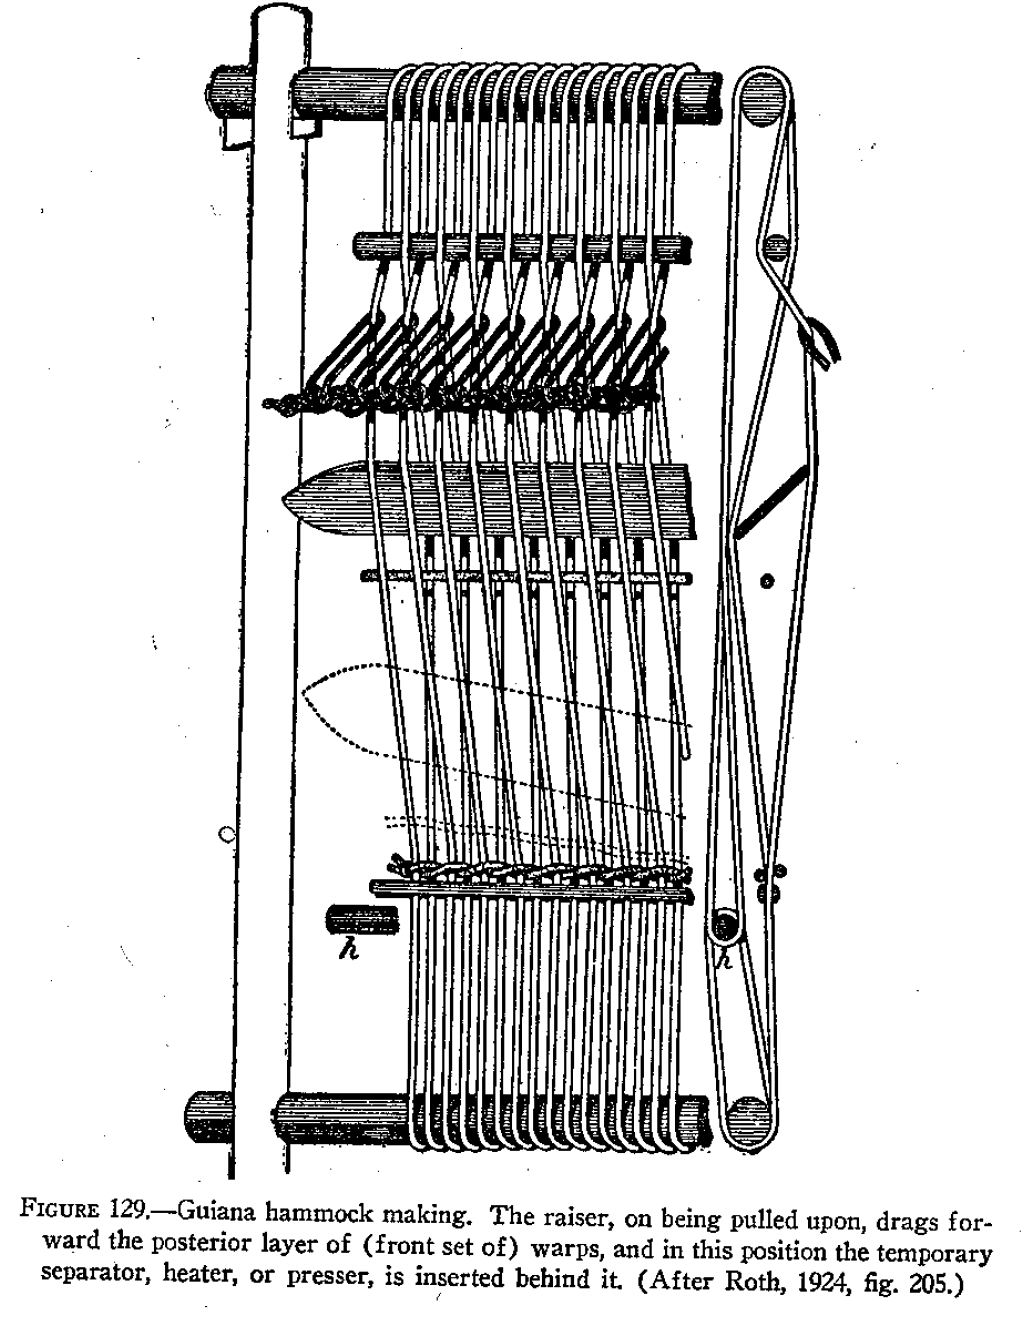 h
h
FIGURE 129.—Guiana hammock making. The raiser, on being pulled upon, drags for-
ward the posterior layer of (front set of) warps, and in this position the temporary
separator, heater, or presser, is inserted behind it. (After Roth, 1924, fig. 205.)